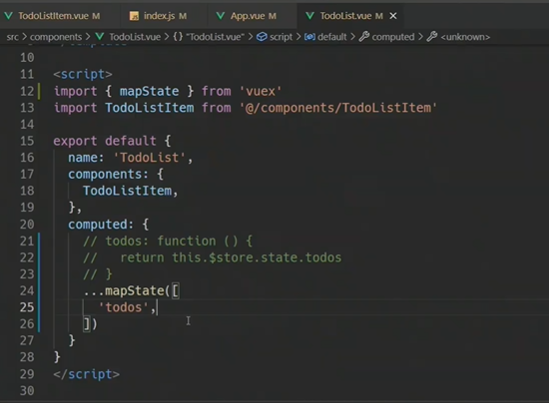 TodoListItem.vue M index.js M App.vue M TodoList.vue M ×
src > components > TodoList.vue > {} "TodoList.vue" > script > default > computed > <unknown>
10
11 <script>
12 import { mapState } from 'vuex'
13 import TodoListItem from '@/components/TodoListItem'
14
15 export default {
16 name: 'TodoList',
17 components: {
18 TodoListItem,
19 },
20 computed: {
21 // todos: function () {
22 //   return this.$store.state.todos
23 // }
24 ...mapState([
25 'todos',
26 ])
27 }
28 }
29 </script>
30